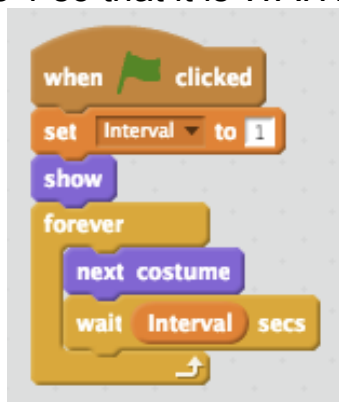 when clicked
set Interval to 1
show
forever
next costume
wait Interval secs